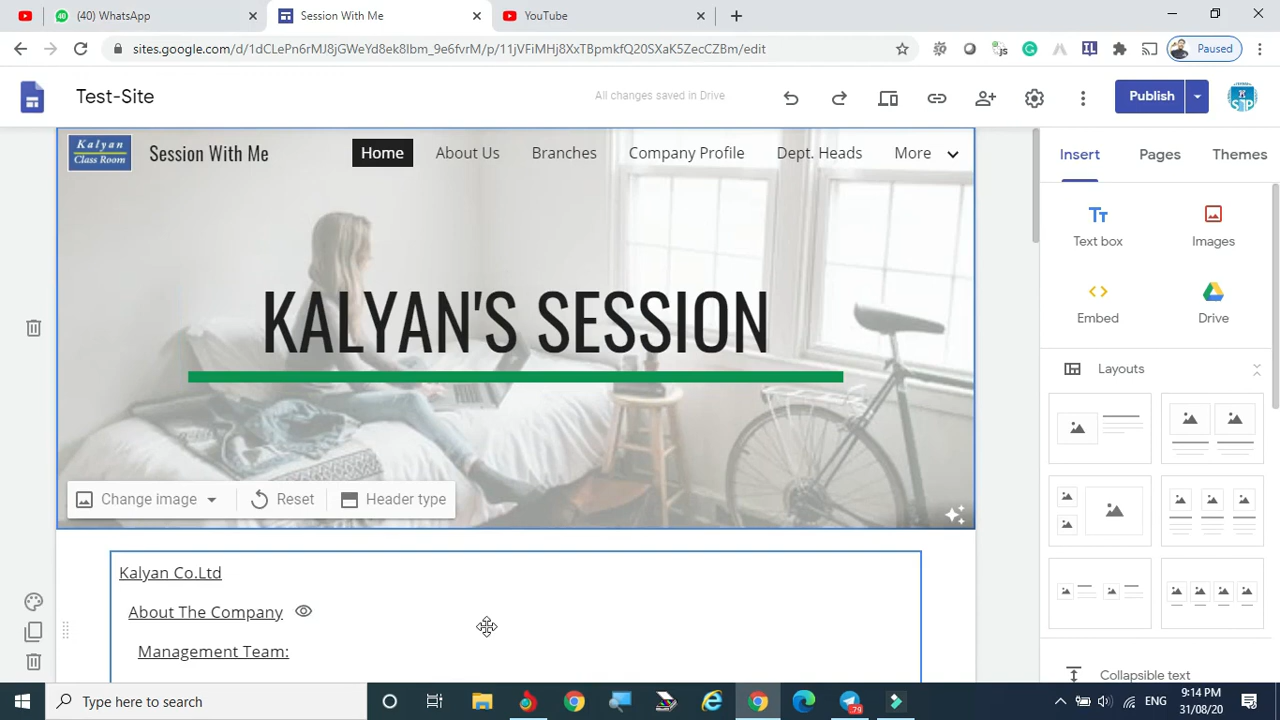 (40) WhatsApp
Session With Me
YouTube
sites.google.com/d/1dCLePn6rMJ8jGWeYd8ek8Ibm_9e6fvrM/p/11jVFiMHj8XxTBpmkfQ20SXaK5ZecCZBm/edit
Paused
Test-Site
All changes saved in Drive
Publish
Kalyan
Class Room
Session With Me
Home
About Us
Branches
Company Profile
Dept. Heads
More
Insert
Pages
Themes
Text box
Images
Embed
Drive
KALYAN'S SESSION
Layouts
Change image
Reset
Header type
Kalyan Co.Ltd
About The Company
Management Team:
Collapsible text
Type here to search
79
ENG
9:14 PM
31/08/20